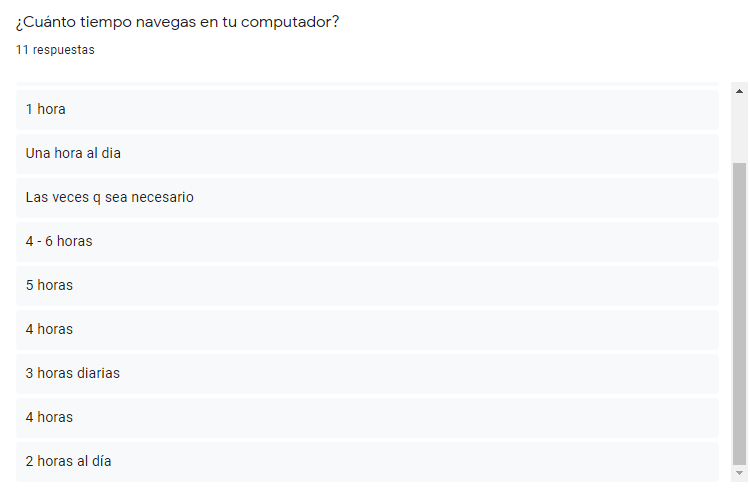 ¿Cuánto tiempo navegas en tu computador?
11 respuestas
1 hora
Una hora al dia
Las veces q sea necesario
4 - 6 horas
5 horas
4 horas
3 horas diarias
4 horas
2 horas al día